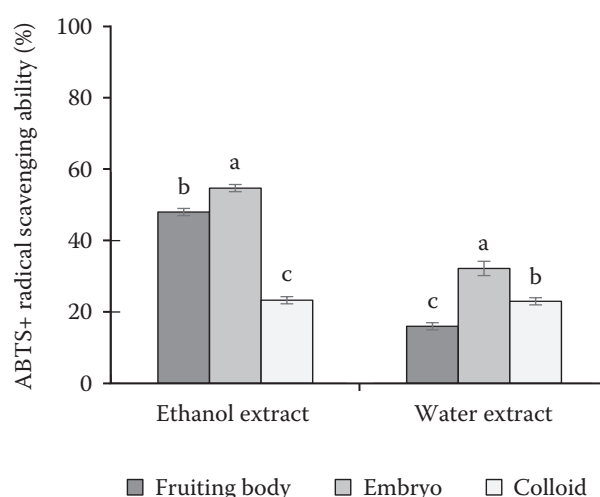 ABTS+ radical scavenging ability (%)
100
80
60
40
20
0
b
a
c
c
a
b
Ethanol extract
Water extract
Fruiting body
Embryo
Colloid